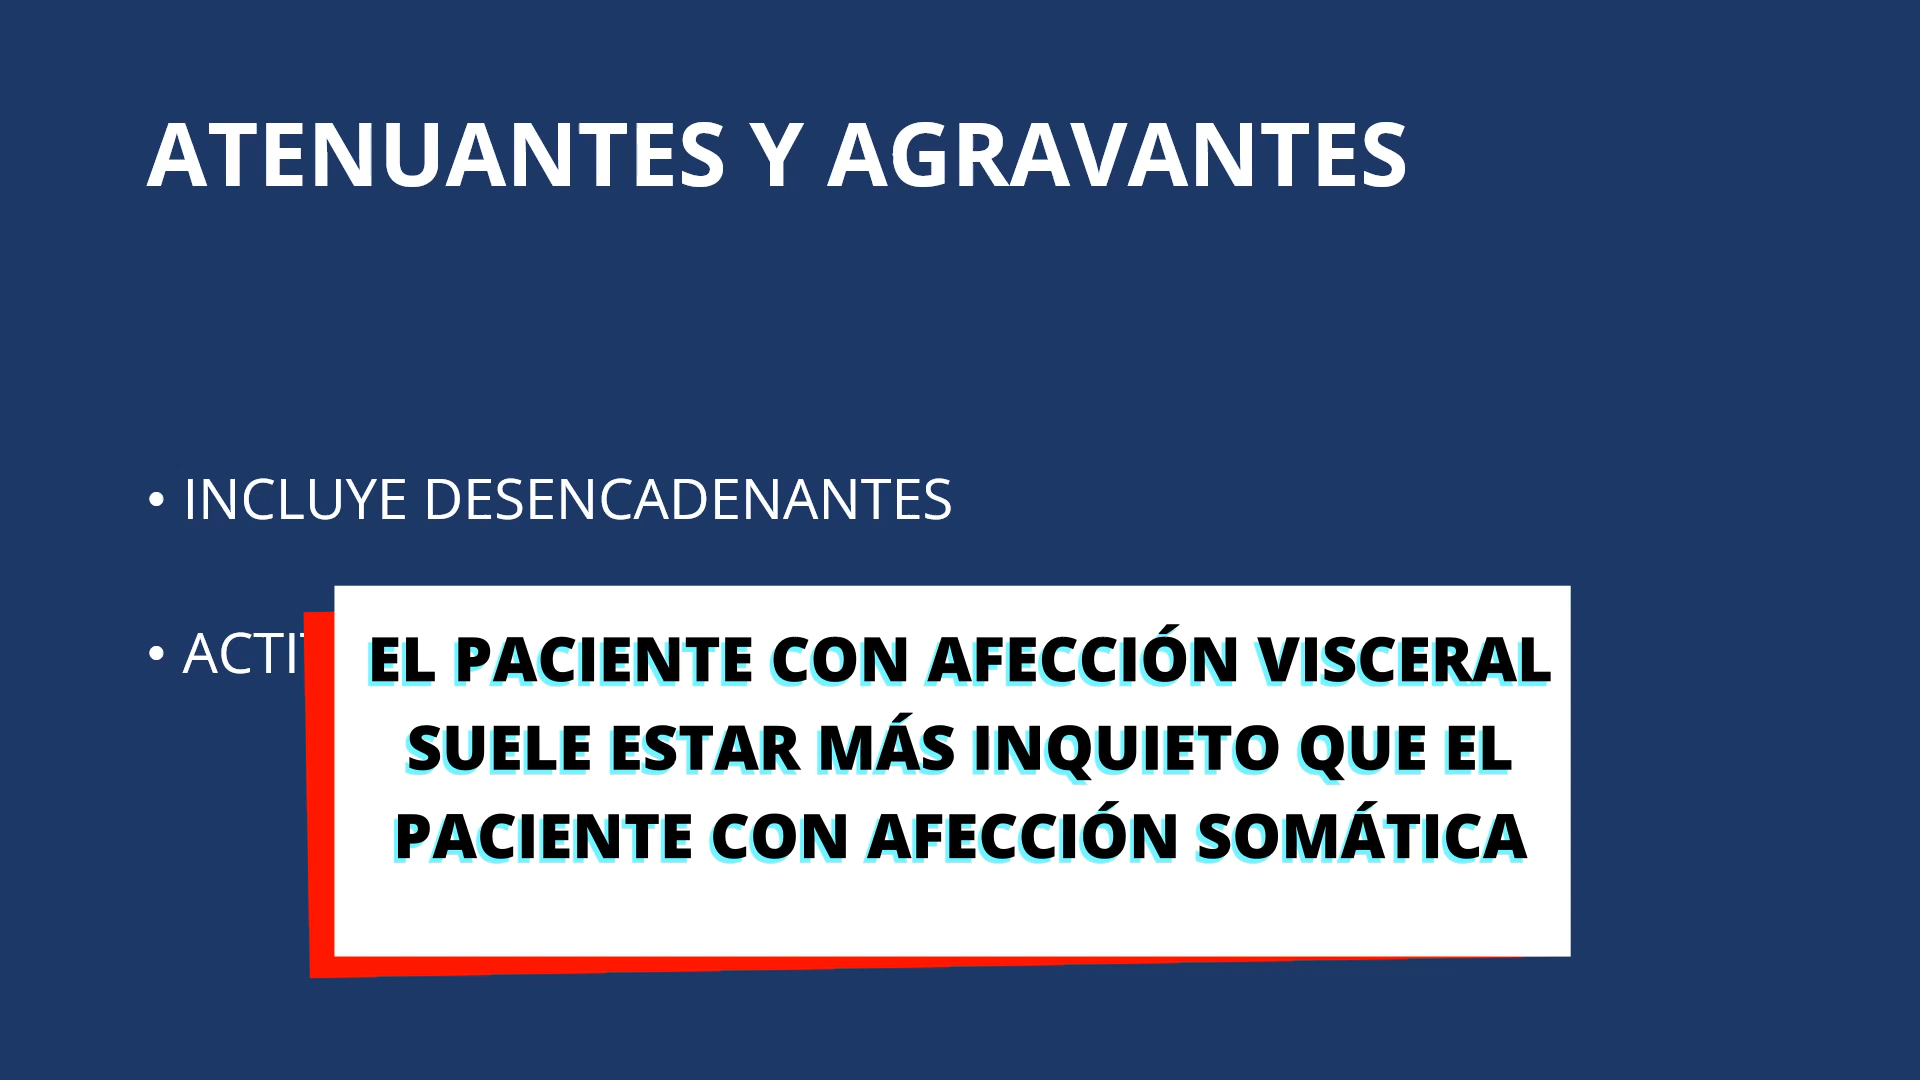 ATENUANTES Y AGRAVANTES
• INCLUYE DESENCADENANTES
EL PACIENTE CON AFECCIÓN VISCERAL
SUELE ESTAR MÁS INQUIETO QUE EL
PACIENTE CON AFECCIÓN SOMÁTICA